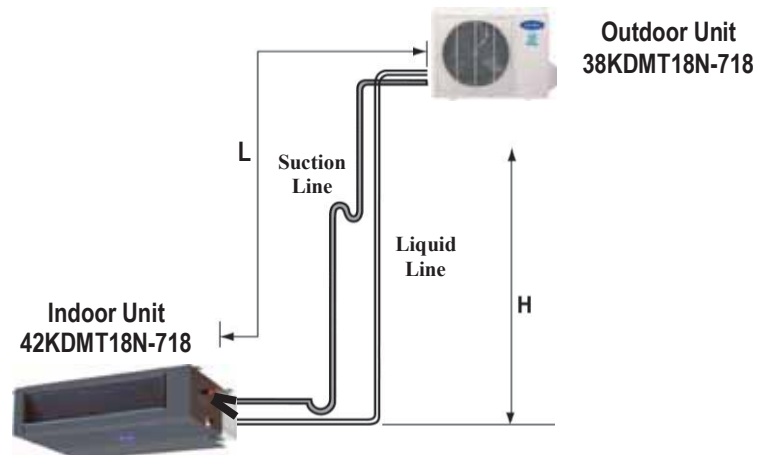 Outdoor Unit
38KDMT18N-718
L
Suction
Line
Liquid
Line
H
Indoor Unit
42KDMT18N-718